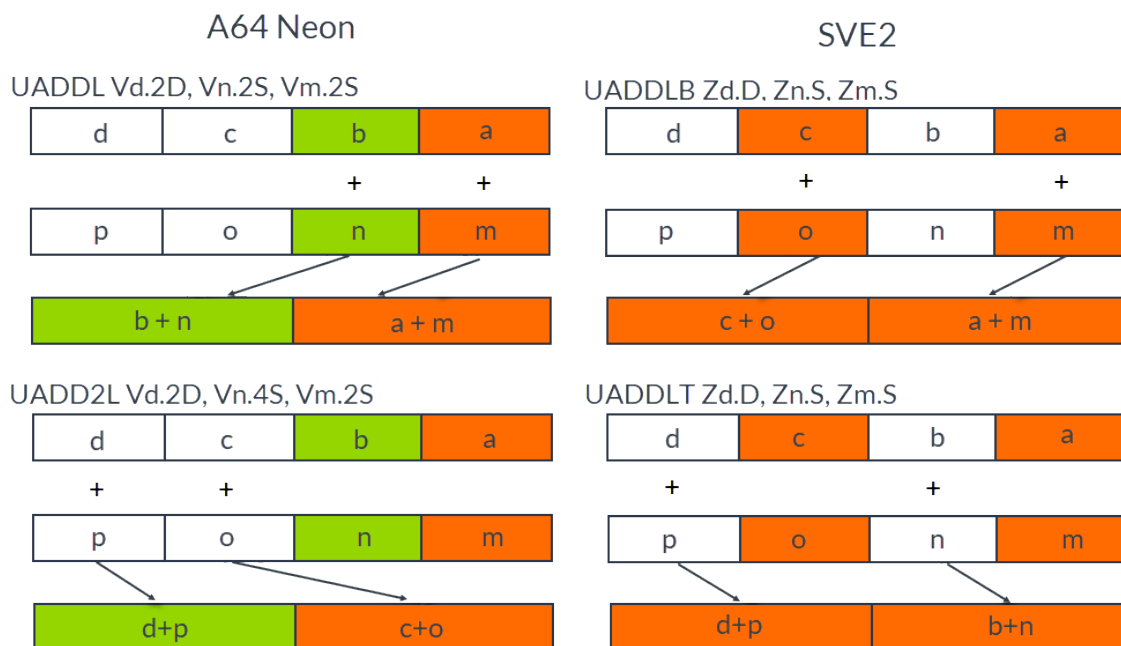 A64 Neon
UADDL Vd.2D, Vn.2S, Vm.2S
d c b a
+ +
p o n m
b + n a + m
UADD2L Vd.2D, Vn.4S, Vm.2S
d c b a
+ +
p o n m
d+p c+o
SVE2
UADDLB Zd.D, Zn.S, Zm.S
d c b a
+ +
p o n m
c + o a + m
UADDLT Zd.D, Zn.S, Zm.S
d c b a
+ +
p o n m
d+p b+n